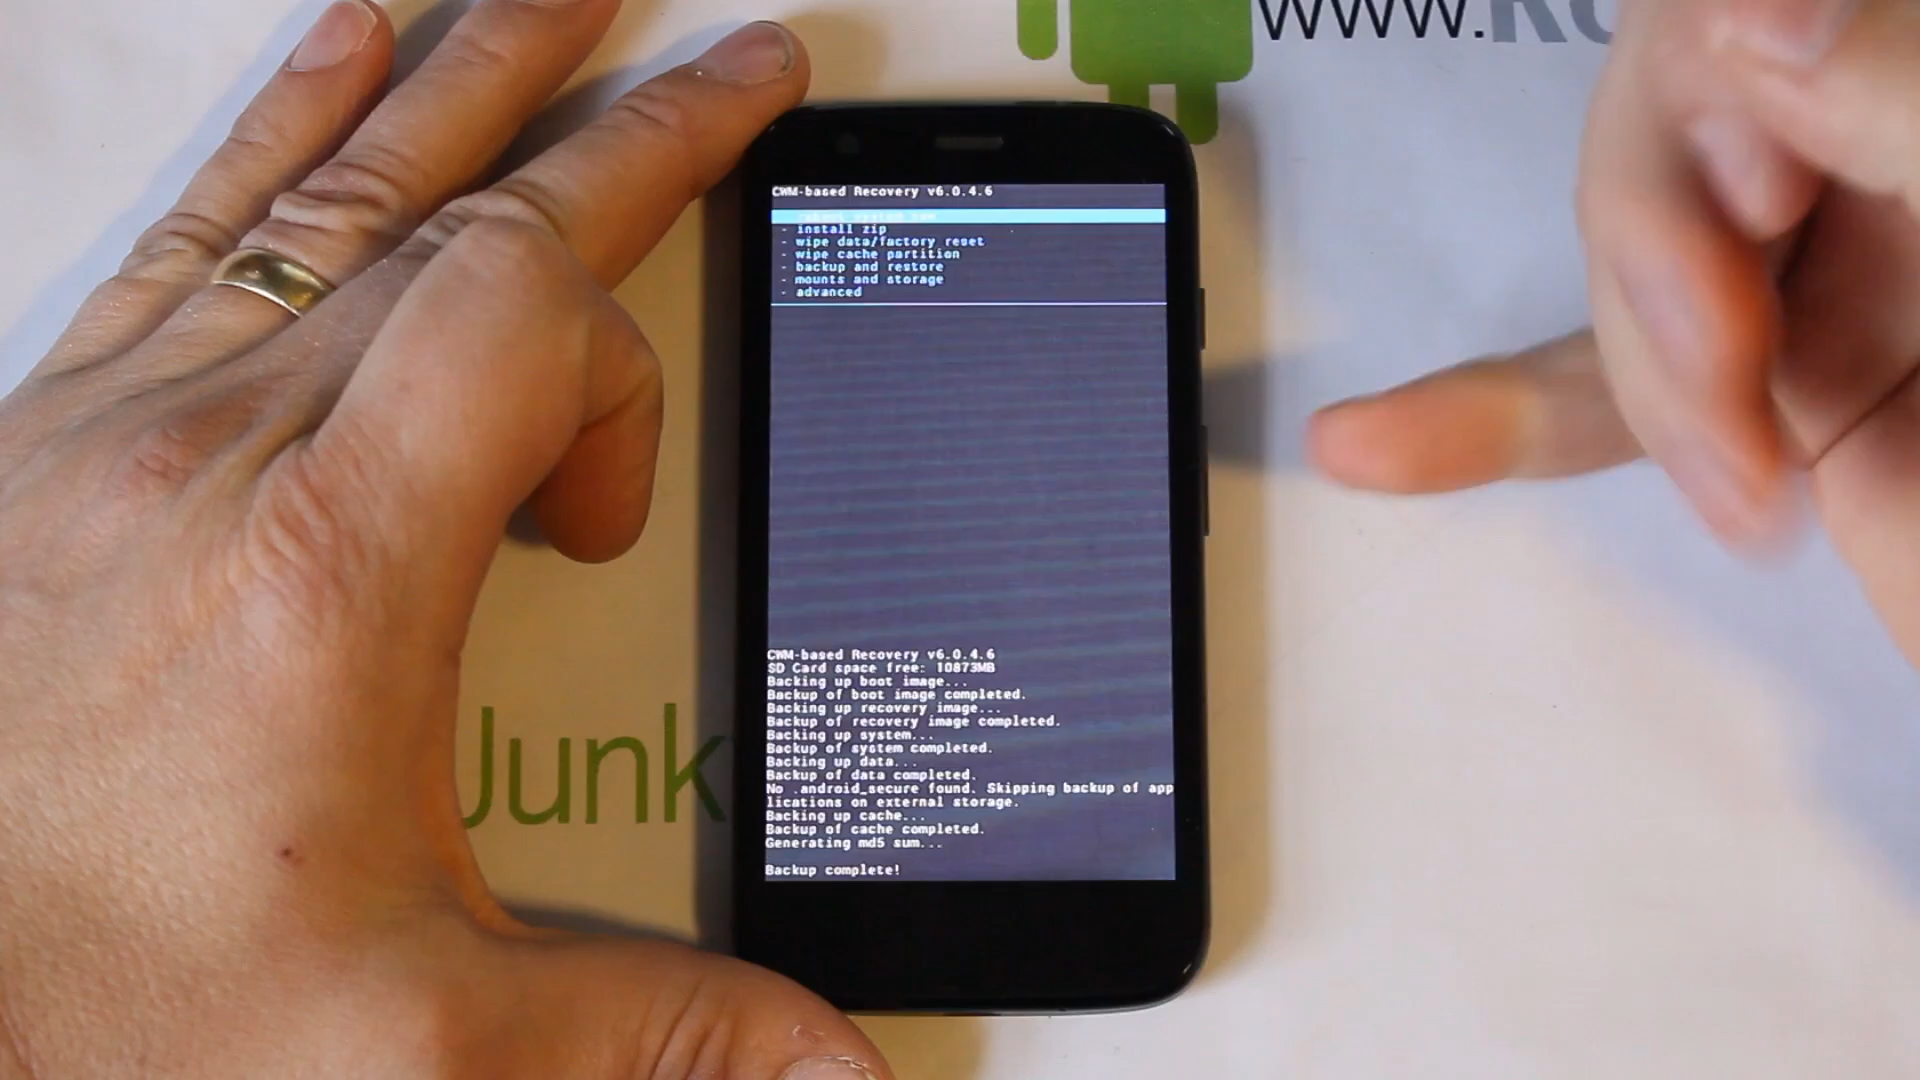 WWW.RO
CWM-based Recovery v6.0.4.6
- reboot system now
- install zip
- wipe data/factory reset
- wipe cache partition
- backup and restore
- mounts and storage
- advanced
CWM-based Recovery v6.0.4.6
SD Card space free: 10873MB
Backing up boot image...
Backup of boot image completed.
Backing up recovery image...
Backup of recovery image completed.
Backing up system...
Backup of system completed.
Backing up data...
Backup of data completed.
No .android_secure found. Skipping backup of app
lications on external storage.
Backing up cache...
Backup of cache completed.
Generating md5 sum...
Backup complete!
Junk